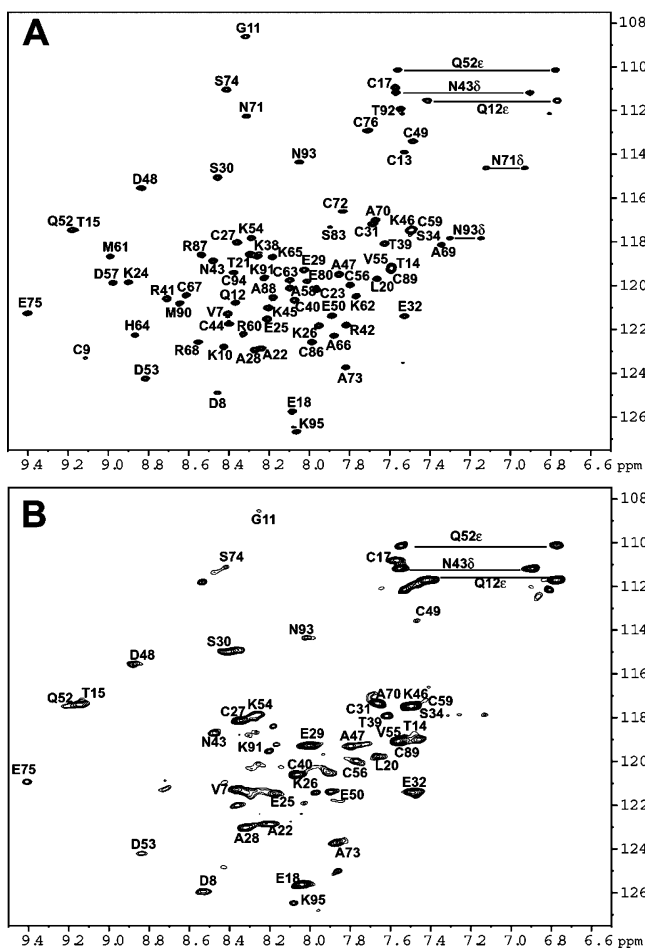 A
G11
108
S74
Q52ε
110
C17
N43δ
N71
T92
Q12ε
112
C76
C49
N93
C13
114
S30
N71δ
D48
116
C72
A70
K46
C59
Q52 T15
K54
S83
C31
S34
N93δ
C27
K38
T39
A69
118
M61
R87
T21
K65
E29
A47
V55
T14
D57 K24
N43
K91
C63
E80
C89
C94
A58
C23
L20
120
R41
C67
Q12
A88
K62
M90
C40
E75
V7
K45
E50
E32
H64
C44
R60
E25
K26
R42
122
C9
R68
K10
A28
A22
C86
A66
D53
A73
124
D8
E18
K95
126
9.4 9.2 9.0 8.8 8.6 8.4 8.2 8.0 7.8 7.6 7.4 7.2 7.0 6.8 6.6 ppm
B
G11
108
Q52ε
110
S74
C17
N43δ
Q12ε
112
C49
N93
114
D48
S30
116
Q52
T15
K54
A70
K46
C59
C27
C31
S34
118
N43
T39
T14
K91
E29
A47
V55
C89
E75
C40
C56
L20
120
V7
K26
E50
E32
E25
122
A28
A22
D53
A73
124
D8
E18
K95
126
9.4 9.2 9.0 8.8 8.6 8.4 8.2 8.0 7.8 7.6 7.4 7.2 7.0 6.8 6.6 ppm